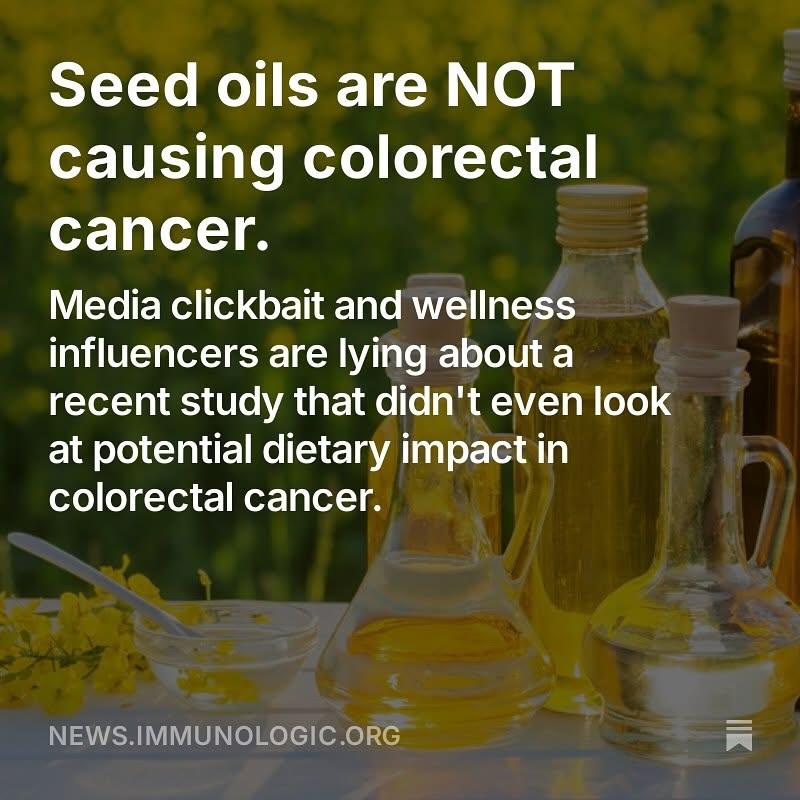 Seed oils are NOT
causing colorectal
cancer.
Media clickbait and wellness
influencers are lying about a
recent study that didn't even look
at potential dietary impact in
colorectal cancer.
NEWS.IMMUNOLOGIC.ORG